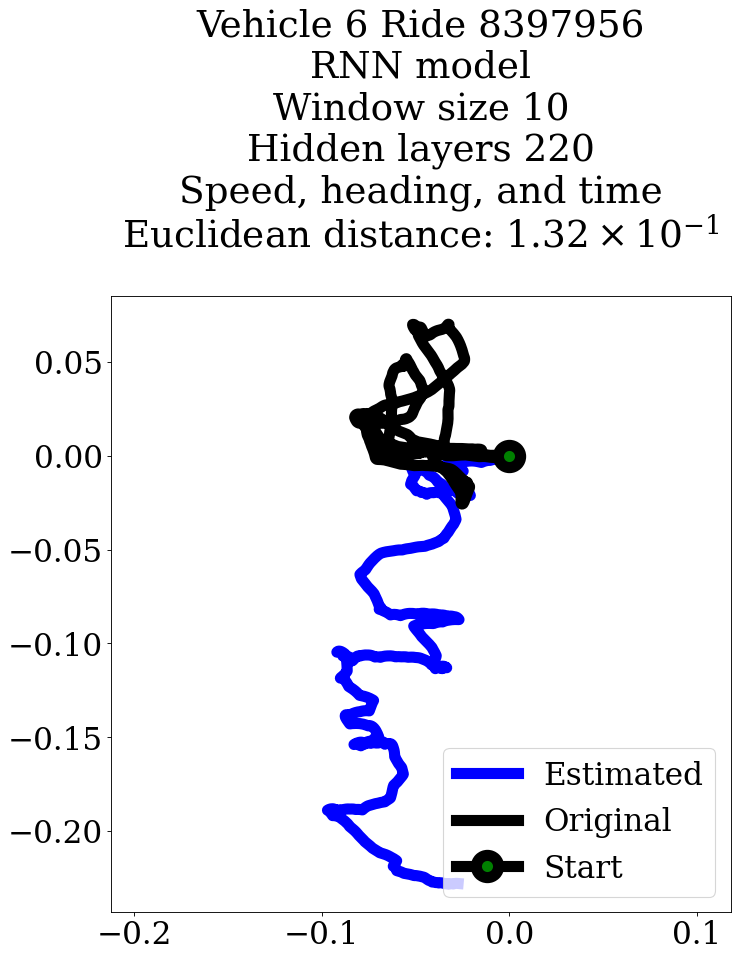 Vehicle 6 Ride 8397956
RNN model
Window size 10
Hidden layers 220
Speed, heading, and time
Euclidean distance: 1.32 × 10⁻¹
0.05
0.00
−0.05
−0.10
−0.15
−0.20
Estimated
Original
Start
−0.2
−0.1
0.0
0.1